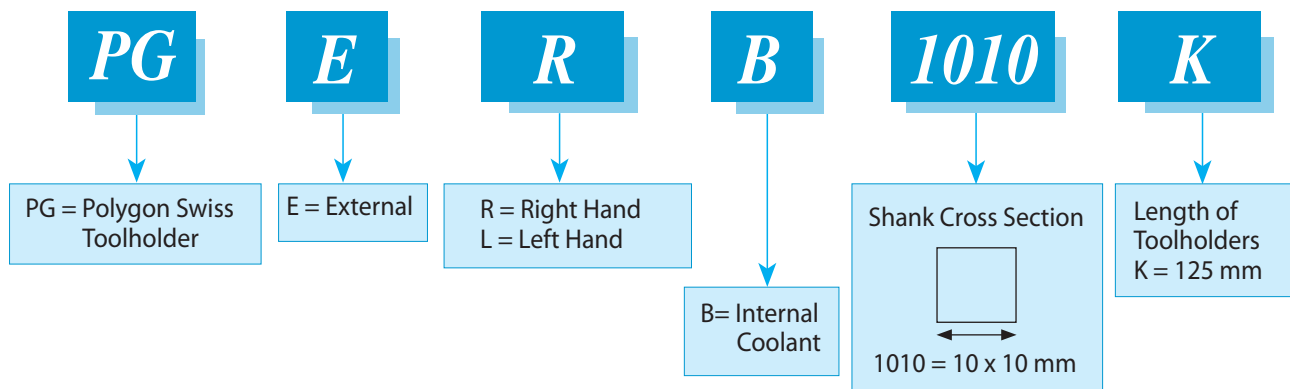 PG E R B 1010 K
PG = Polygon Swiss
Toolholder
E = External
R = Right Hand
L = Left Hand
B= Internal
Coolant
Shank Cross Section
1010 = 10 x 10 mm
Length of
Toolholders
K = 125 mm